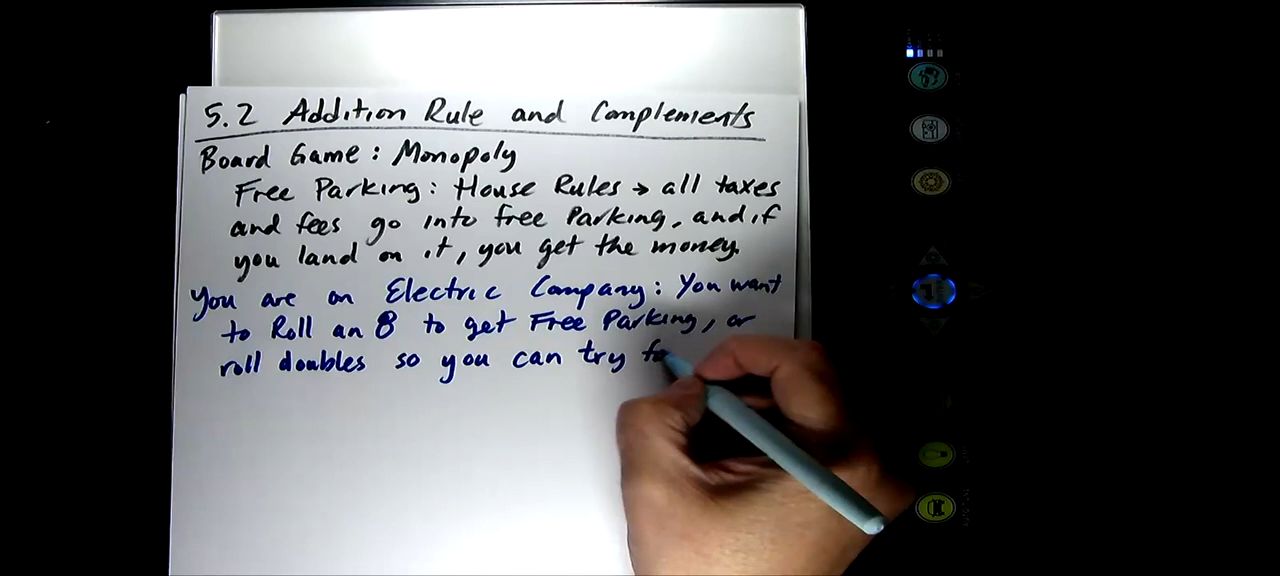 5.2 Addition Rule and Complements
Board Game: Monopoly
Free Parking: House Rules → all taxes
and fees go into free Parking, and if
you land on it, you get the money.
You are on Electric Company: You want
to Roll an 8 to get Free Parking, or
roll doubles so you can try fo